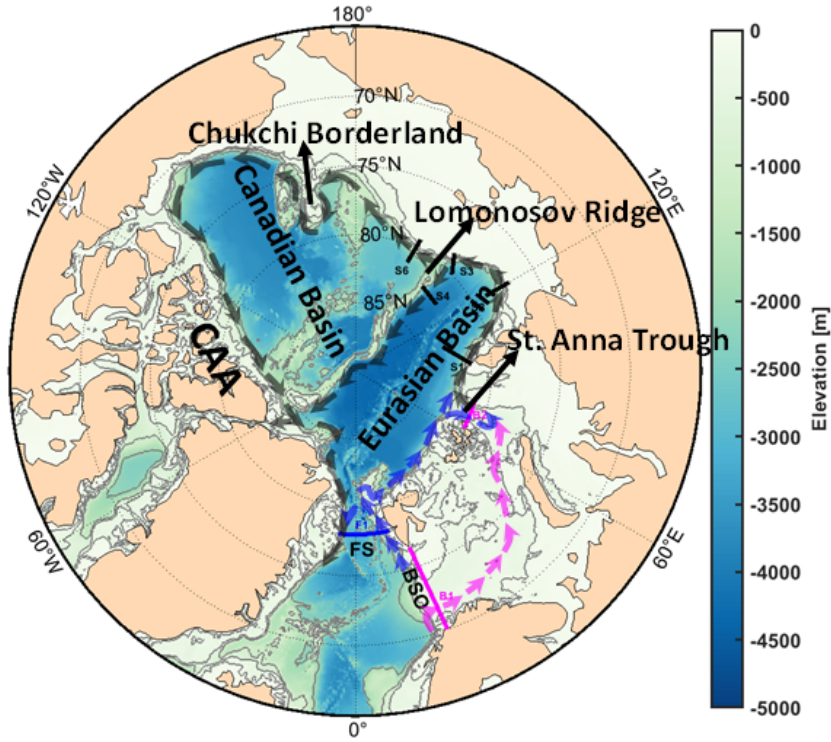 180°
70°N
Chukchi Borderland
75°N
120°W
120°E
Canadian Basin
Lomonosov Ridge
80°N
S6
S3
85°N
S4
Eurasian Basin
St. Anna Trough
S1
CAA
F1
FS
BSO
B1
60°W
60°E
0°
0
-500
-1000
-1500
-2000
-2500
-3000
-3500
-4000
-4500
-5000
Elevation [m]